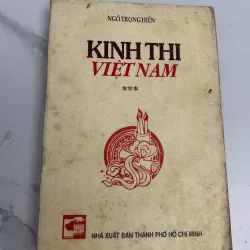 NGÔ TRỌNG HIẾN
KINH THI
VIỆT NAM
***
NHÀ XUẤT BẢN THÀNH PHỐ HỒ CHÍ MINH